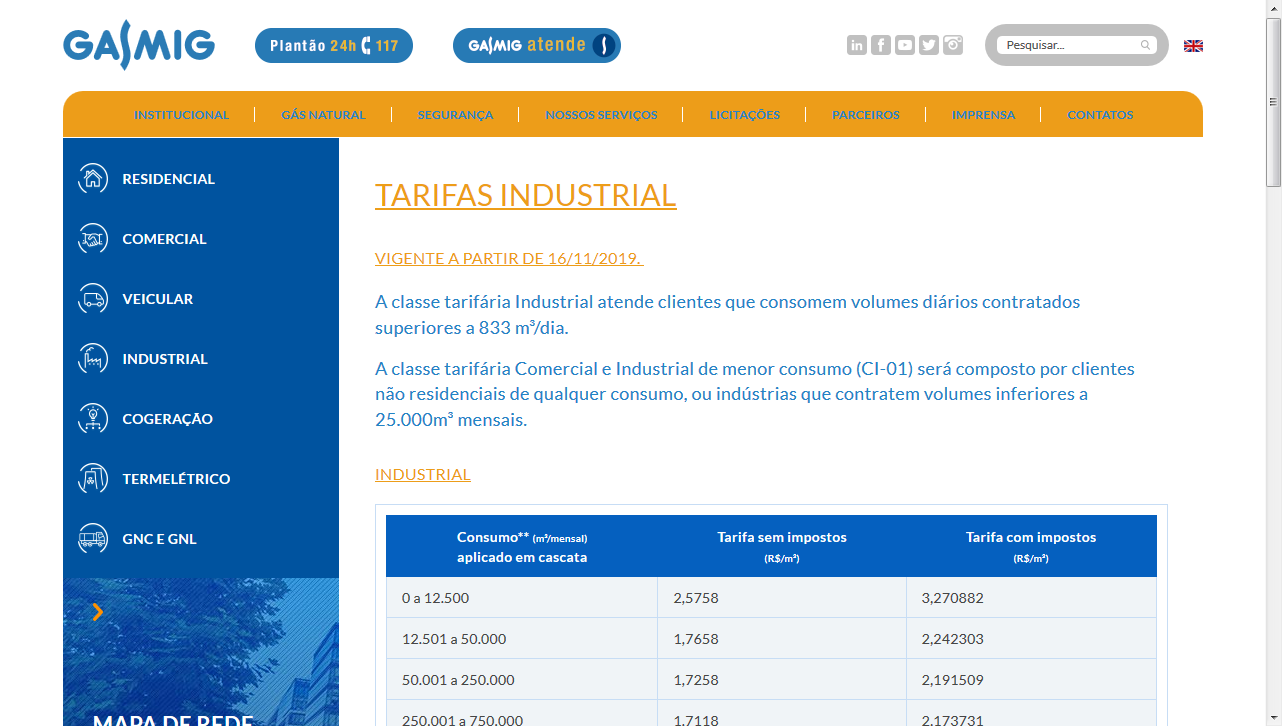 GASMIG
Plantão 24h 117
GASMIG atende
Pesquisar...
INSTITUCIONAL
GÁS NATURAL
SEGURANÇA
NOSSOS SERVIÇOS
LICITAÇÕES
PARCEIROS
IMPRENSA
CONTATOS
RESIDENCIAL
COMERCIAL
VEICULAR
INDUSTRIAL
COGERAÇÃO
TERMELÉTRICO
GNC E GNL
MAPA DE REDE
TARIFAS INDUSTRIAL
VIGENTE A PARTIR DE 16/11/2019.
A classe tarifária Industrial atende clientes que consomem volumes diários contratados
superiores a 833 m³/dia.
A classe tarifária Comercial e Industrial de menor consumo (CI-01) será composto por clientes
não residenciais de qualquer consumo, ou indústrias que contratem volumes inferiores a
25.000m³ mensais.
INDUSTRIAL
Consumo** (m³/mensal)
aplicado em cascata
Tarifa sem impostos
(R$/m³)
Tarifa com impostos
(R$/m³)
0 a 12.500 2,5758 3,270882
12.501 a 50.000 1,7658 2,242303
50.001 a 250.000 1,7258 2,191509
250.001 a 750.000 1,7118 2,173731